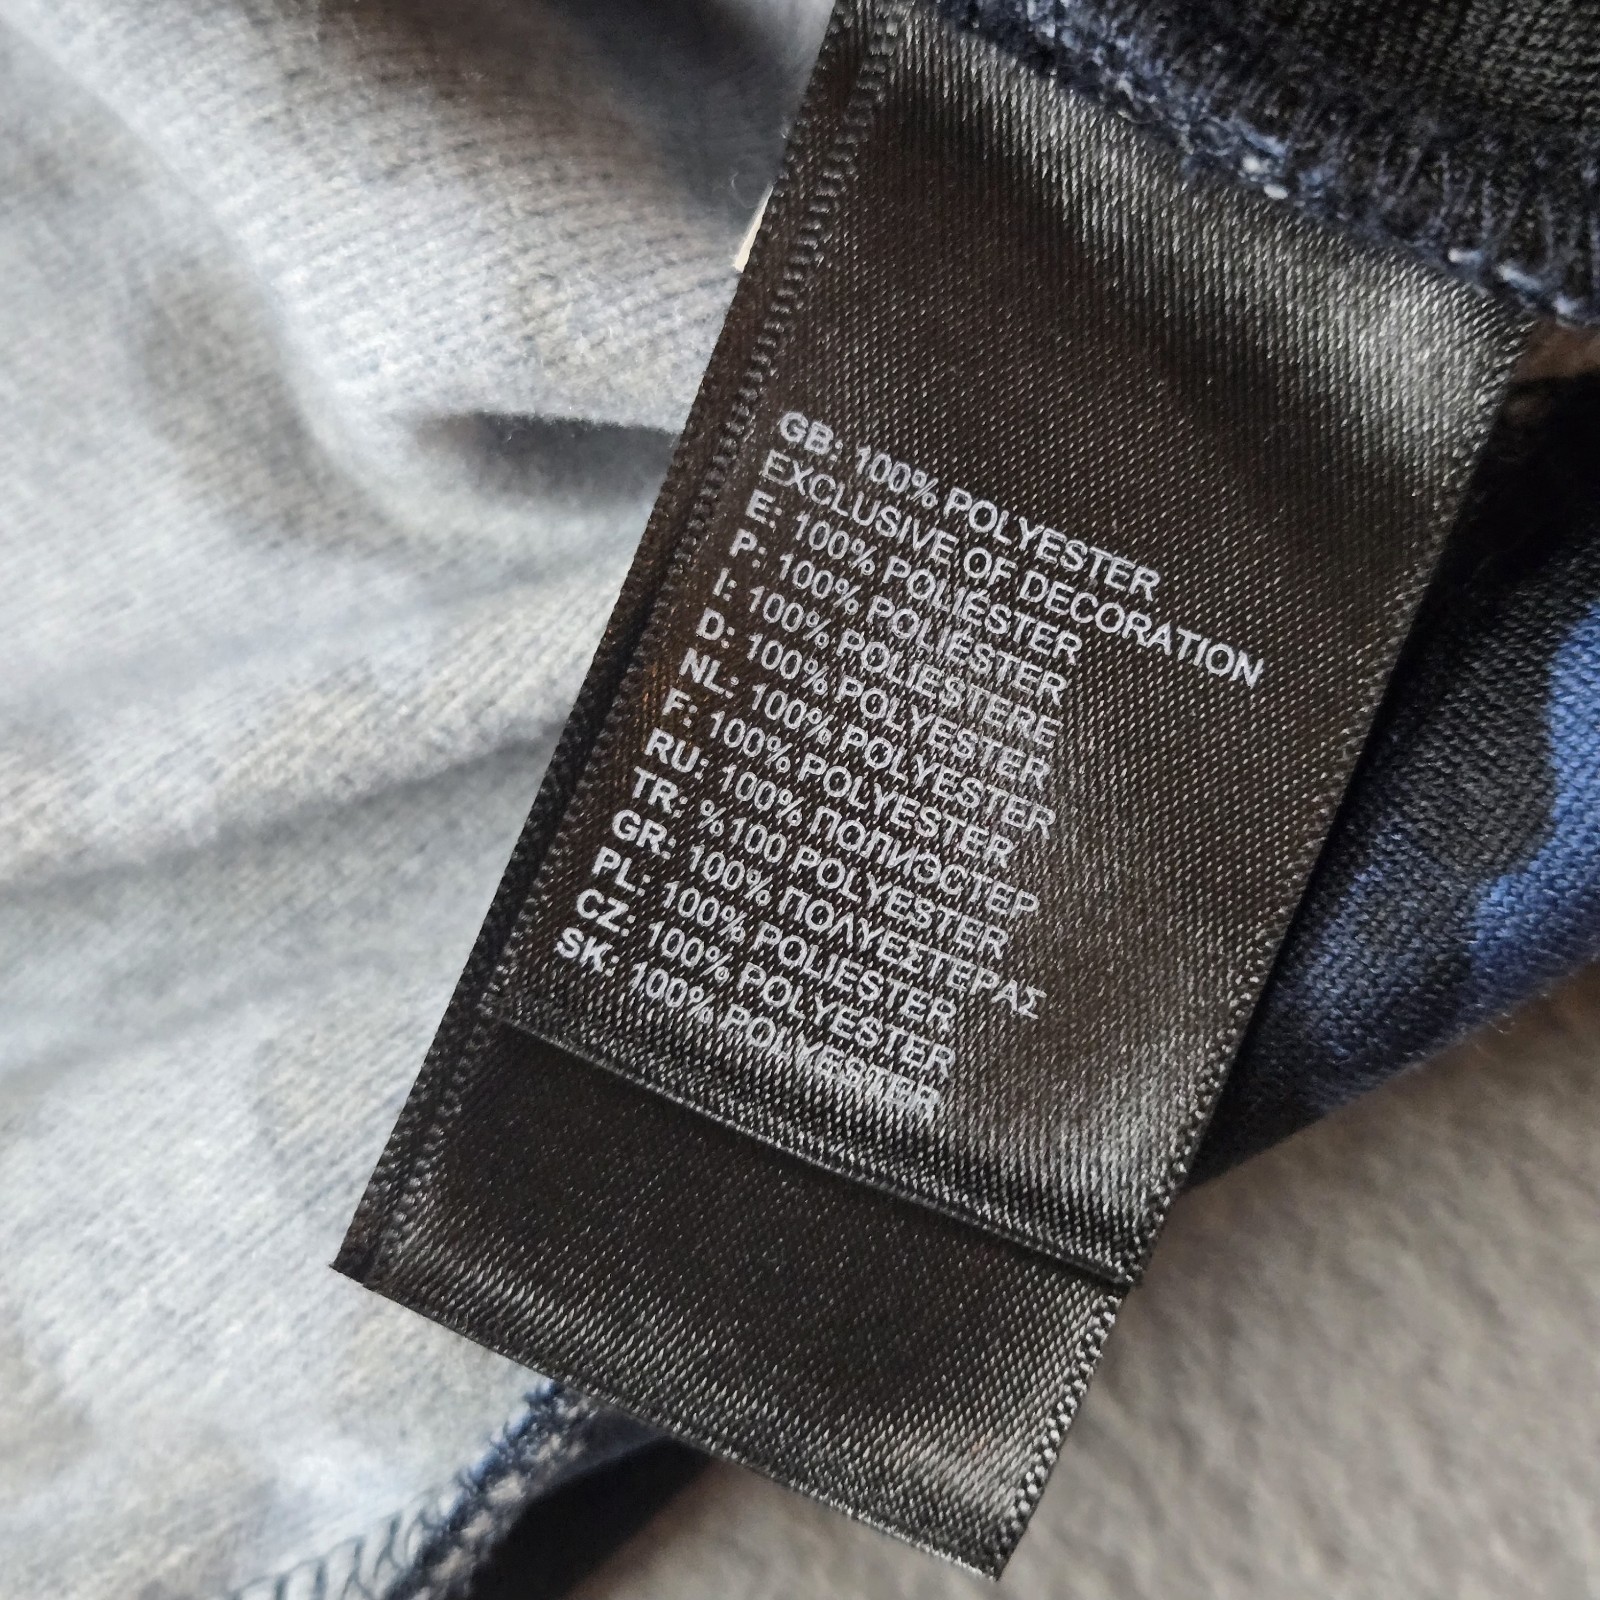 GB: 100% POLYESTER
EXCLUSIVE OF DECORATION
E: 100% POLIÉSTER
P: 100% POLIÉSTER
I: 100% POLIESTERE
D: 100% POLYESTER
NL: 100% POLYESTER
F: 100% POLYESTER
RU: 100% ПОЛИЭСТЕР
TR: %100 POLYESTER
GR: 100% ΠΟΛΥΕΣΤΕΡΑΣ
PL: 100% POLIESTER
CZ: 100% POLYESTER
SK: 100% POLYESTER